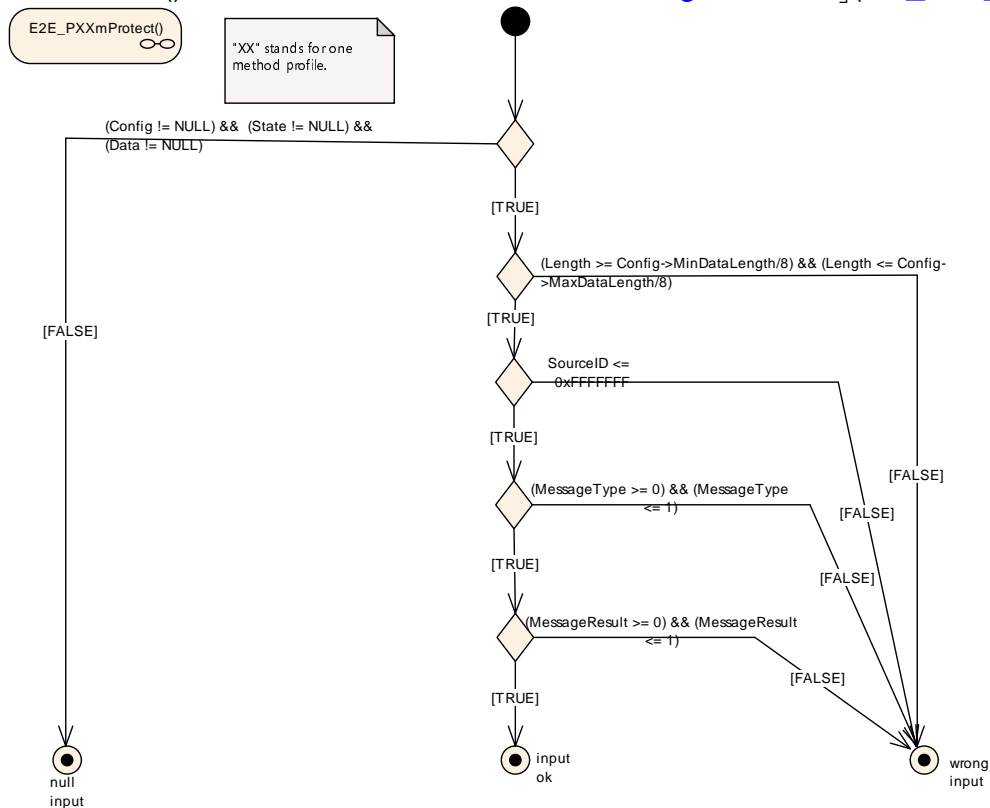 E2E_PXXmProtect()
"XX" stands for one
method profile.
(Config != NULL) && (State != NULL) &&
(Data != NULL)
[TRUE]
(Length >= Config->MinDataLength/8) && (Length <= Config-
>MaxDataLength/8)
[TRUE]
[FALSE]
SourceID <=
0xFFFFFFF
[TRUE]
[FALSE]
(MessageType >= 0) && (MessageType
<= 1)
[FALSE]
[TRUE]
[FALSE]
(MessageResult >= 0) && (MessageResult
<= 1)
[FALSE]
[TRUE]
null
input
input
ok
wrong
input